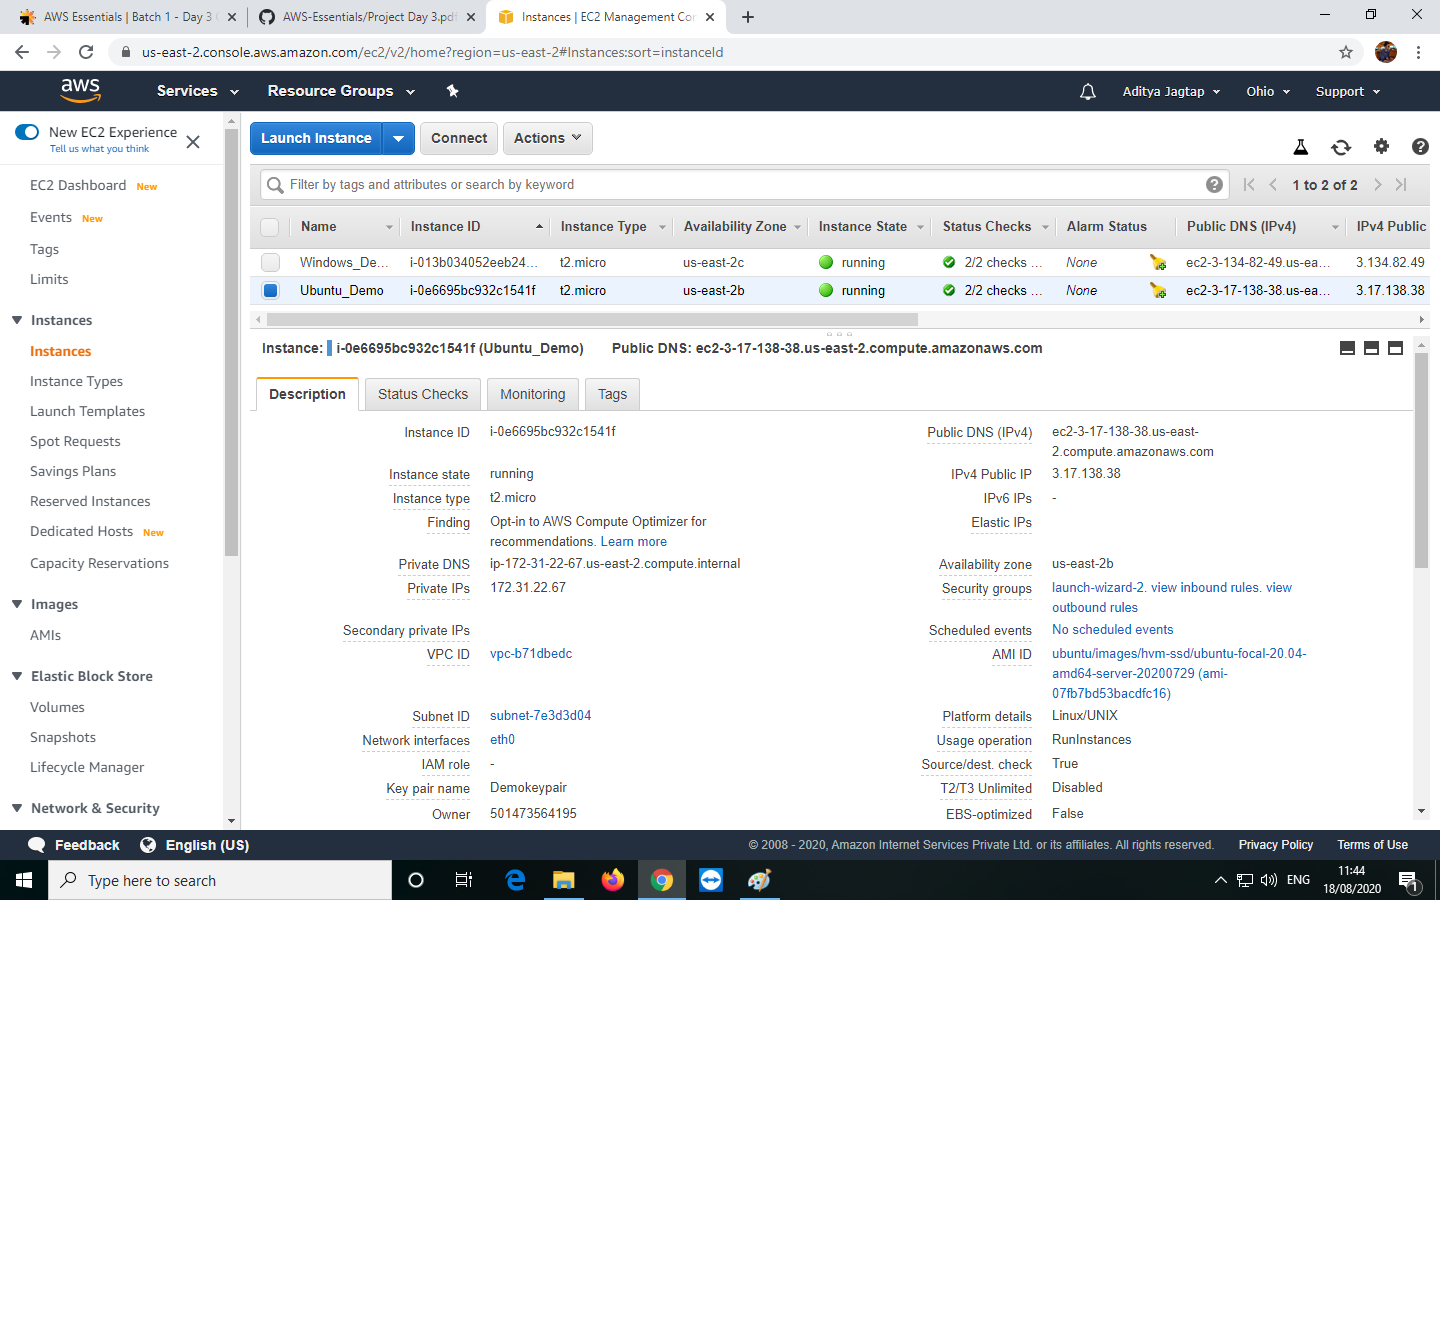 AWS Essentials | Batch 1 - Day 3
AWS-Essentials/Project Day 3.pdf
Instances | EC2 Management Con
us-east-2.console.aws.amazon.com/ec2/v2/home?region=us-east-2#Instances:sort=instanceId
aws
Services
Resource Groups
Aditya Jagtap
Ohio
Support
New EC2 Experience
Tell us what you think
EC2 Dashboard New
Events New
Tags
Limits
Instances
Instances
Instance Types
Launch Templates
Spot Requests
Savings Plans
Reserved Instances
Dedicated Hosts New
Capacity Reservations
Images
AMIs
Elastic Block Store
Volumes
Snapshots
Lifecycle Manager
Network & Security
Launch Instance
Connect
Actions
Filter by tags and attributes or search by keyword
1 to 2 of 2
Name Instance ID Instance Type Availability Zone Instance State Status Checks Alarm Status Public DNS (IPv4) IPv4 Public
Windows_De... i-013b034052eeb24... t2.micro us-east-2c running 2/2 checks ... None ec2-3-134-82-49.us-ea... 3.134.82.49
Ubuntu_Demo i-0e6695bc932c1541f t2.micro us-east-2b running 2/2 checks ... None ec2-3-17-138-38.us-ea... 3.17.138.38
Instance: i-0e6695bc932c1541f (Ubuntu_Demo) Public DNS: ec2-3-17-138-38.us-east-2.compute.amazonaws.com
Description Status Checks Monitoring Tags
Instance ID i-0e6695bc932c1541f
Instance state running
Instance type t2.micro
Finding Opt-in to AWS Compute Optimizer for
recommendations. Learn more
Private DNS ip-172-31-22-67.us-east-2.compute.internal
Private IPs 172.31.22.67
Secondary private IPs
VPC ID vpc-b71dbedc
Subnet ID subnet-7e3d3d04
Network interfaces eth0
IAM role -
Key pair name Demokeypair
Owner 501473564195
Public DNS (IPv4) ec2-3-17-138-38.us-east-
2.compute.amazonaws.com
IPv4 Public IP 3.17.138.38
IPv6 IPs -
Elastic IPs
Availability zone us-east-2b
Security groups launch-wizard-2. view inbound rules. view
outbound rules
Scheduled events No scheduled events
AMI ID ubuntu/images/hvm-ssd/ubuntu-focal-20.04-
amd64-server-20200729 (ami-
07fb7bd53bacdfc16)
Platform details Linux/UNIX
Usage operation RunInstances
Source/dest. check True
T2/T3 Unlimited Disabled
EBS-optimized False
Feedback
English (US)
© 2008 - 2020, Amazon Internet Services Private Ltd. or its affiliates. All rights reserved.
Privacy Policy
Terms of Use
Type here to search
ENG
11:44
18/08/2020
1